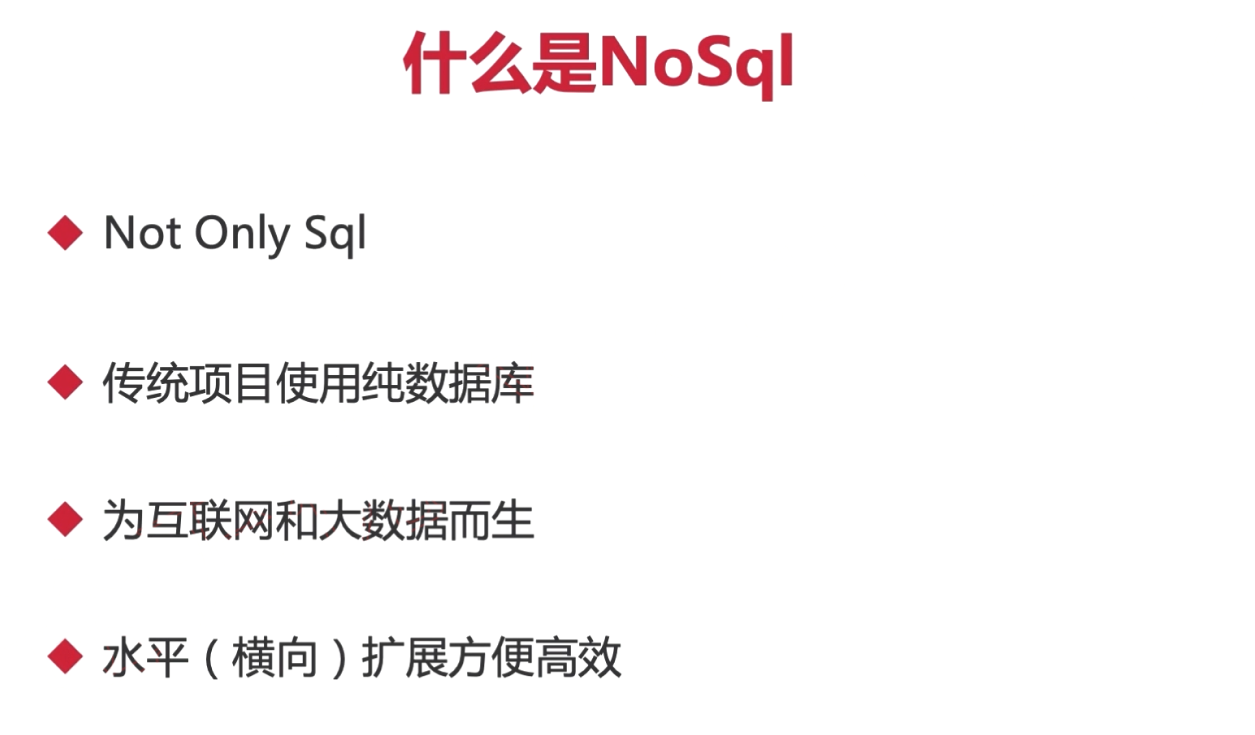 什么是NoSql
Not Only Sql
传统项目使用纯数据库
为互联网和大数据而生
水平（横向）扩展方便高效